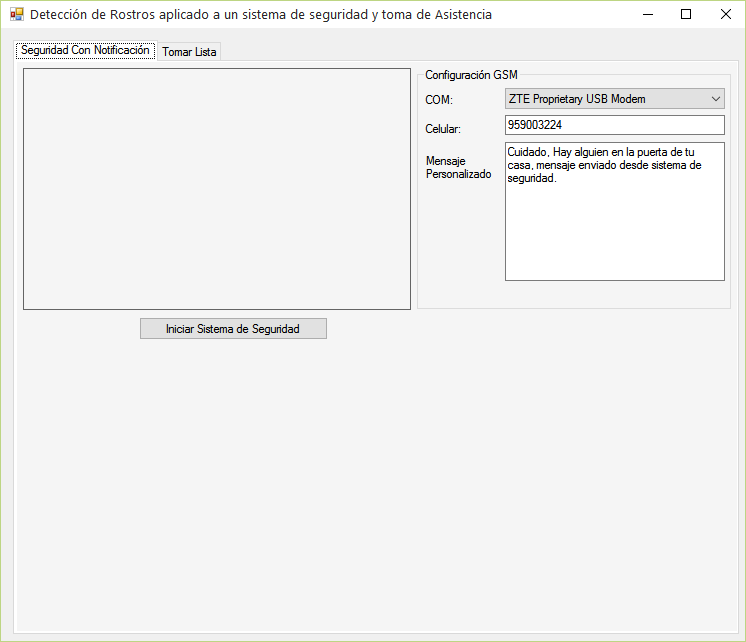 Detección de Rostros aplicado a un sistema de seguridad y toma de Asistencia
Seguridad Con Notificación
Tomar Lista
Configuración GSM
COM:
ZTE Proprietary USB Modem
Celular:
959003224
Mensaje
Personalizado
Cuidado, Hay alguien en la puerta de tu
casa, mensaje enviado desde sistema de
seguridad.
Iniciar Sistema de Seguridad